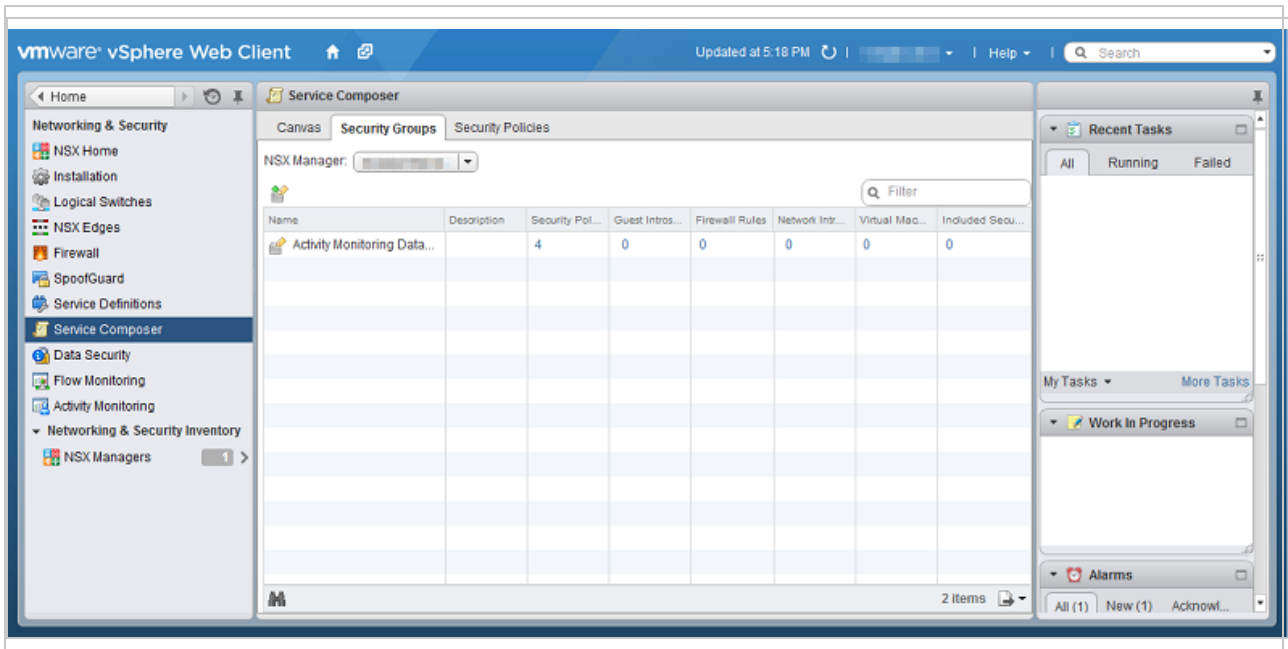 vmware® vSphere Web Client
Updated at 5:18 PM
Help
Search
Home
Networking & Security
NSX Home
Installation
Logical Switches
NSX Edges
Firewall
SpoofGuard
Service Definitions
Service Composer
Data Security
Flow Monitoring
Activity Monitoring
Networking & Security Inventory
NSX Managers 1
Service Composer
Canvas Security Groups Security Policies
NSX Manager:
Filter
Name Description Security Pol... Guest Intros... Firewall Rules Network Intr... Virtual Mac... Included Secu...
Activity Monitoring Data... 4 0 0 0 0 0
2 items
Recent Tasks
All Running Failed
My Tasks More Tasks
Work In Progress
Alarms
All (1) New (1) Acknowl...